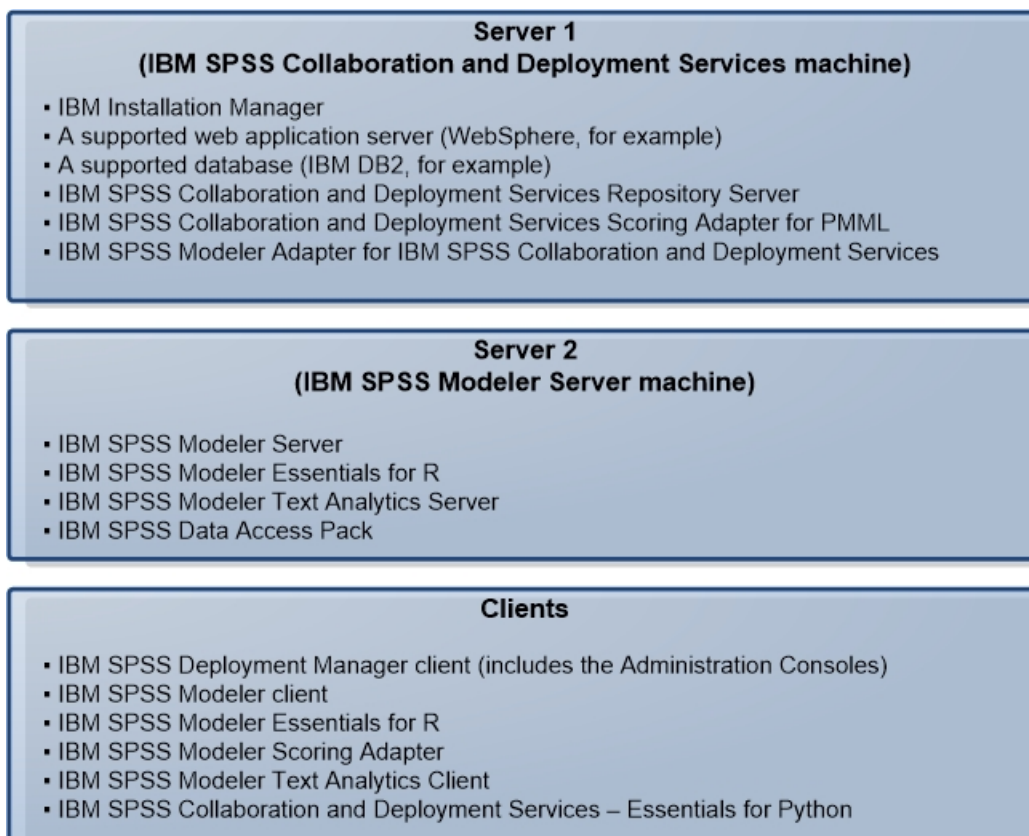 Server 1
(IBM SPSS Collaboration and Deployment Services machine)
▪ IBM Installation Manager
▪ A supported web application server (WebSphere, for example)
▪ A supported database (IBM DB2, for example)
▪ IBM SPSS Collaboration and Deployment Services Repository Server
▪ IBM SPSS Collaboration and Deployment Services Scoring Adapter for PMML
▪ IBM SPSS Modeler Adapter for IBM SPSS Collaboration and Deployment Services
Server 2
(IBM SPSS Modeler Server machine)
▪ IBM SPSS Modeler Server
▪ IBM SPSS Modeler Essentials for R
▪ IBM SPSS Modeler Text Analytics Server
▪ IBM SPSS Data Access Pack
Clients
▪ IBM SPSS Deployment Manager client (includes the Administration Consoles)
▪ IBM SPSS Modeler client
▪ IBM SPSS Modeler Essentials for R
▪ IBM SPSS Modeler Scoring Adapter
▪ IBM SPSS Modeler Text Analytics Client
▪ IBM SPSS Collaboration and Deployment Services – Essentials for Python